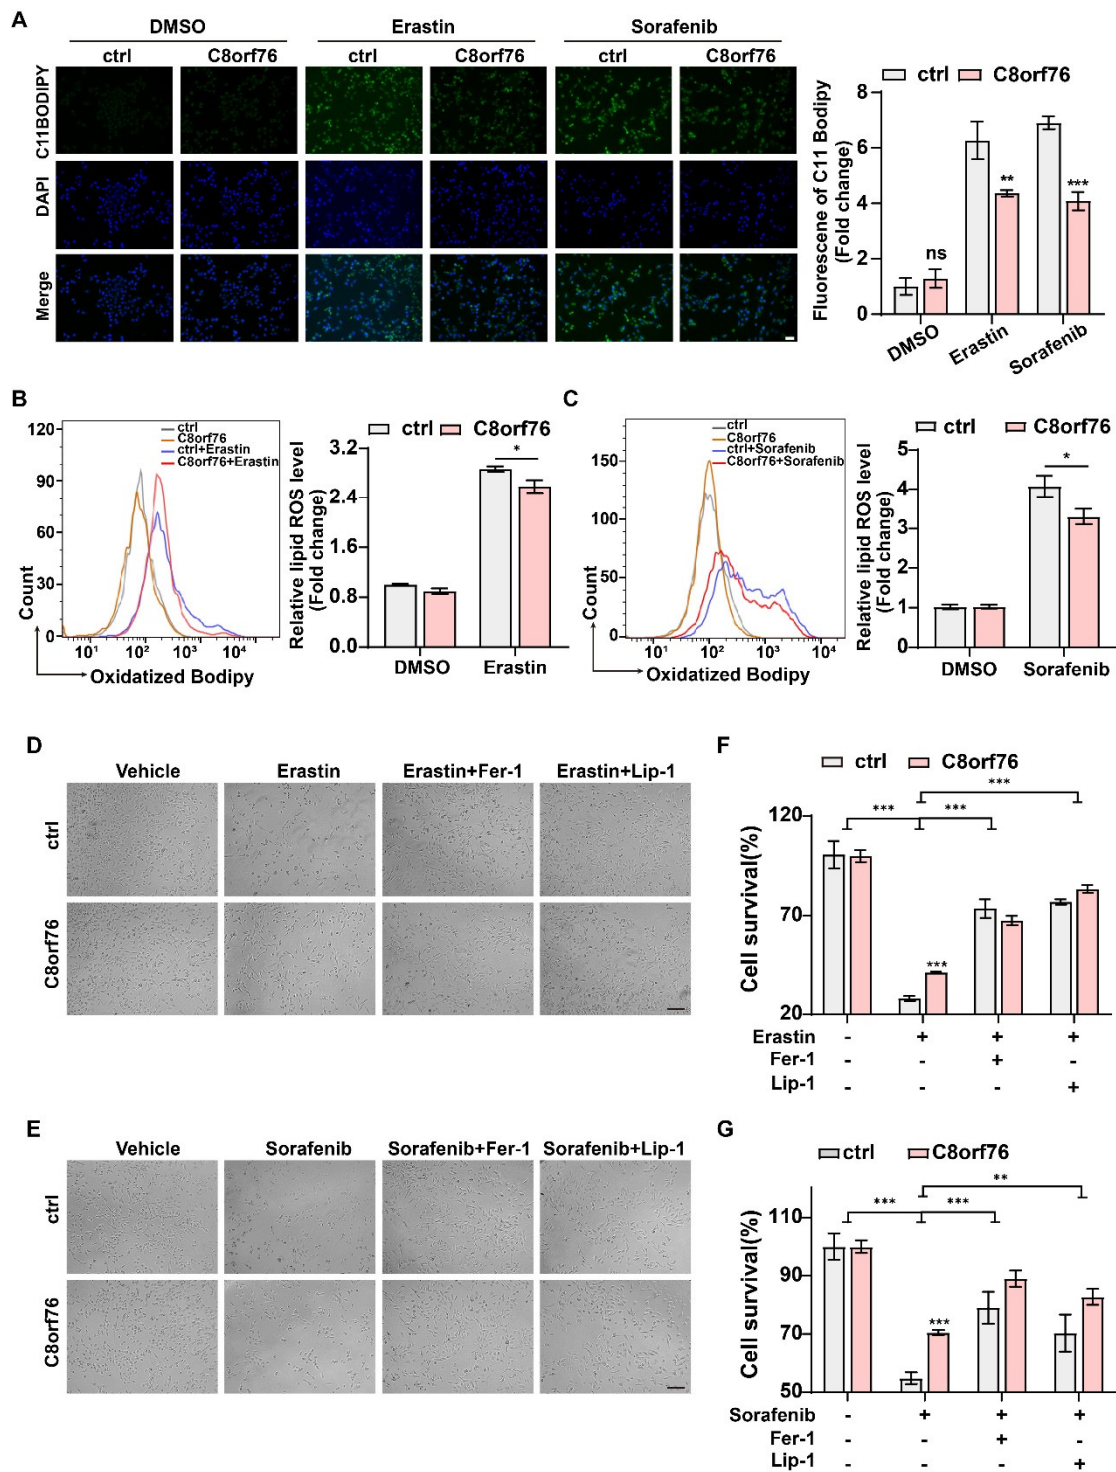 A
DMSO Erastin Sorafenib
ctrl C8orf76 ctrl C8orf76 ctrl C8orf76
C11BODIPY
DAPI
Merge
ctrl C8orf76
Fluorescene of C11 Bodipy
(Fold change)
8
6
4
2
0
ns
**
***
DMSO Erastin Sorafenib
B
120
90
60
30
0
Count
ctrl
C8orf76
ctrl+Erastin
C8orf76+Erastin
10¹ 10² 10³ 10⁴
Oxidatized Bodipy
ctrl C8orf76
Relative lipid ROS level
(Fold change)
3.2
2.4
1.6
0.8
0.0
*
DMSO Erastin
C
150
100
50
0
Count
ctrl
C8orf76
ctrl+Sorafenib
C8orf76+Sorafenib
10¹ 10² 10³ 10⁴
Oxidatized Bodipy
ctrl C8orf76
Relative lipid ROS level
(Fold change)
5
4
3
2
1
0
*
DMSO Sorafenib
D
Vehicle Erastin Erastin+Fer-1 Erastin+Lip-1
ctrl
C8orf76
F
ctrl C8orf76
***
*** ***
***
Cell survival(%)
120
70
20
Erastin - + + +
Fer-1 - - + -
Lip-1 - - - +
E
Vehicle Sorafenib Sorafenib+Fer-1 Sorafenib+Lip-1
ctrl
C8orf76
G
ctrl C8orf76
**
*** ***
***
Cell survival(%)
110
90
70
50
Sorafenib - + + +
Fer-1 - - + -
Lip-1 - - - +